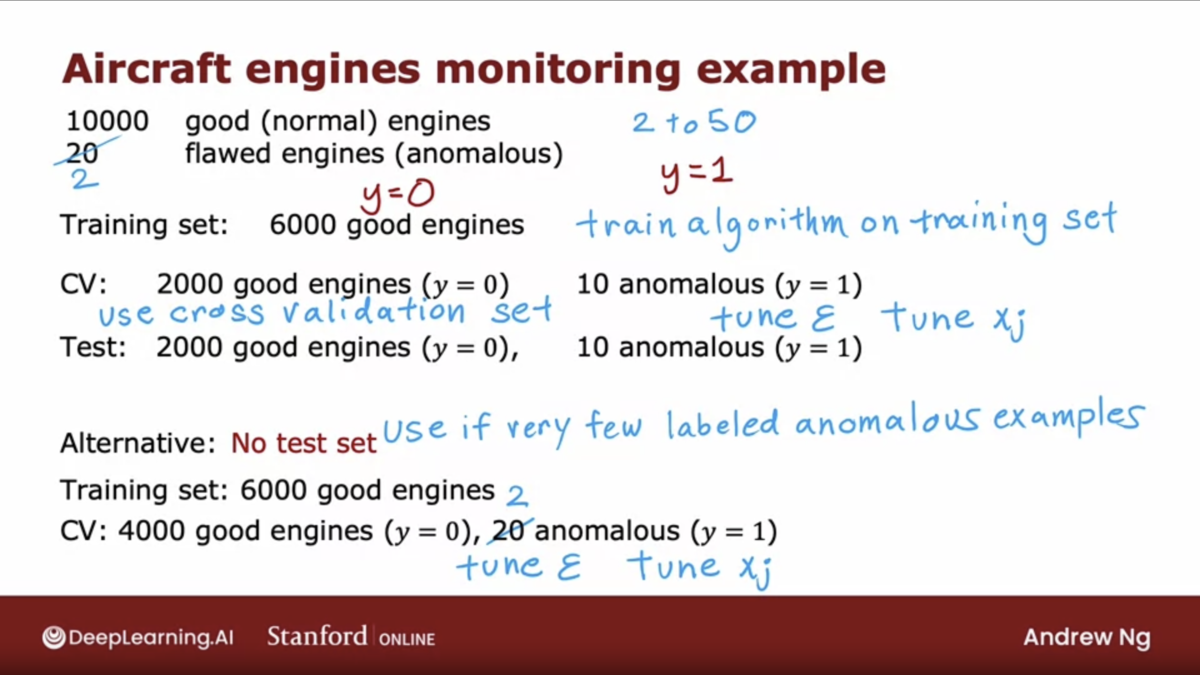 Aircraft engines monitoring example
10000 good (normal) engines 2 to 50
20 flawed engines (anomalous)
2 y=0 y=1
Training set: 6000 good engines train algorithm on training set
CV: 2000 good engines (y = 0) 10 anomalous (y = 1)
use cross validation set tune ε tune xj
Test: 2000 good engines (y = 0), 10 anomalous (y = 1)
Alternative: No test set use if very few labeled anomalous examples
Training set: 6000 good engines 2
CV: 4000 good engines (y = 0), 20 anomalous (y = 1)
tune ε tune xj
DeepLearning.AI Stanford ONLINE Andrew Ng